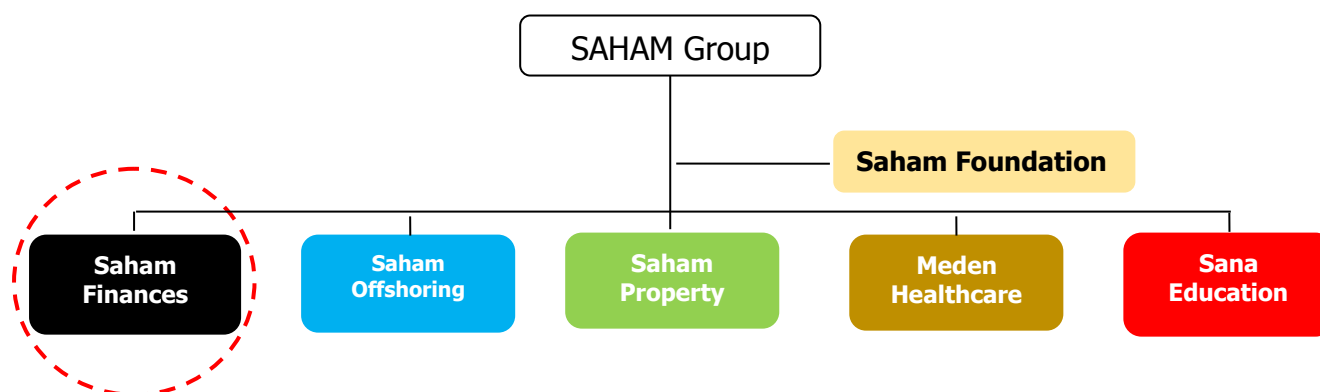 SAHAM Group
Saham Foundation
Saham
Finances
Saham
Offshoring
Saham
Property
Meden
Healthcare
Sana
Education